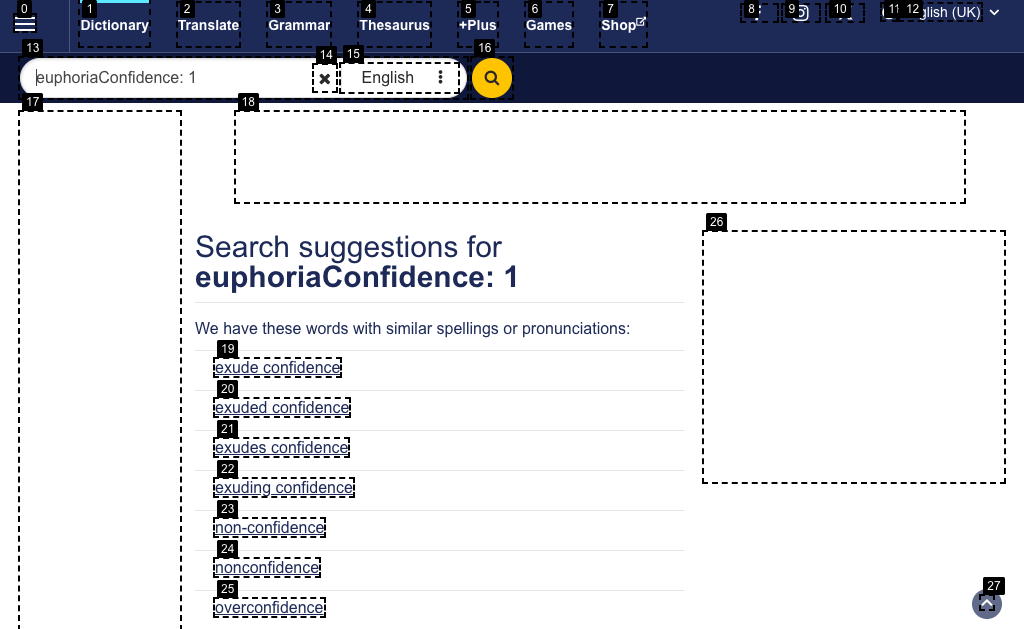 0 1 2 3 4 5 6 7 8 9 10 11 12
Dictionary Translate Grammar Thesaurus +Plus Games Shop glish (UK)
13 14 15 16
euphoriaConfidence: 1 English
17 18
26
Search suggestions for
euphoriaConfidence: 1
We have these words with similar spellings or pronunciations:
19
exude confidence
20
exuded confidence
21
exudes confidence
22
exuding confidence
23
non-confidence
24
nonconfidence
25
overconfidence
27